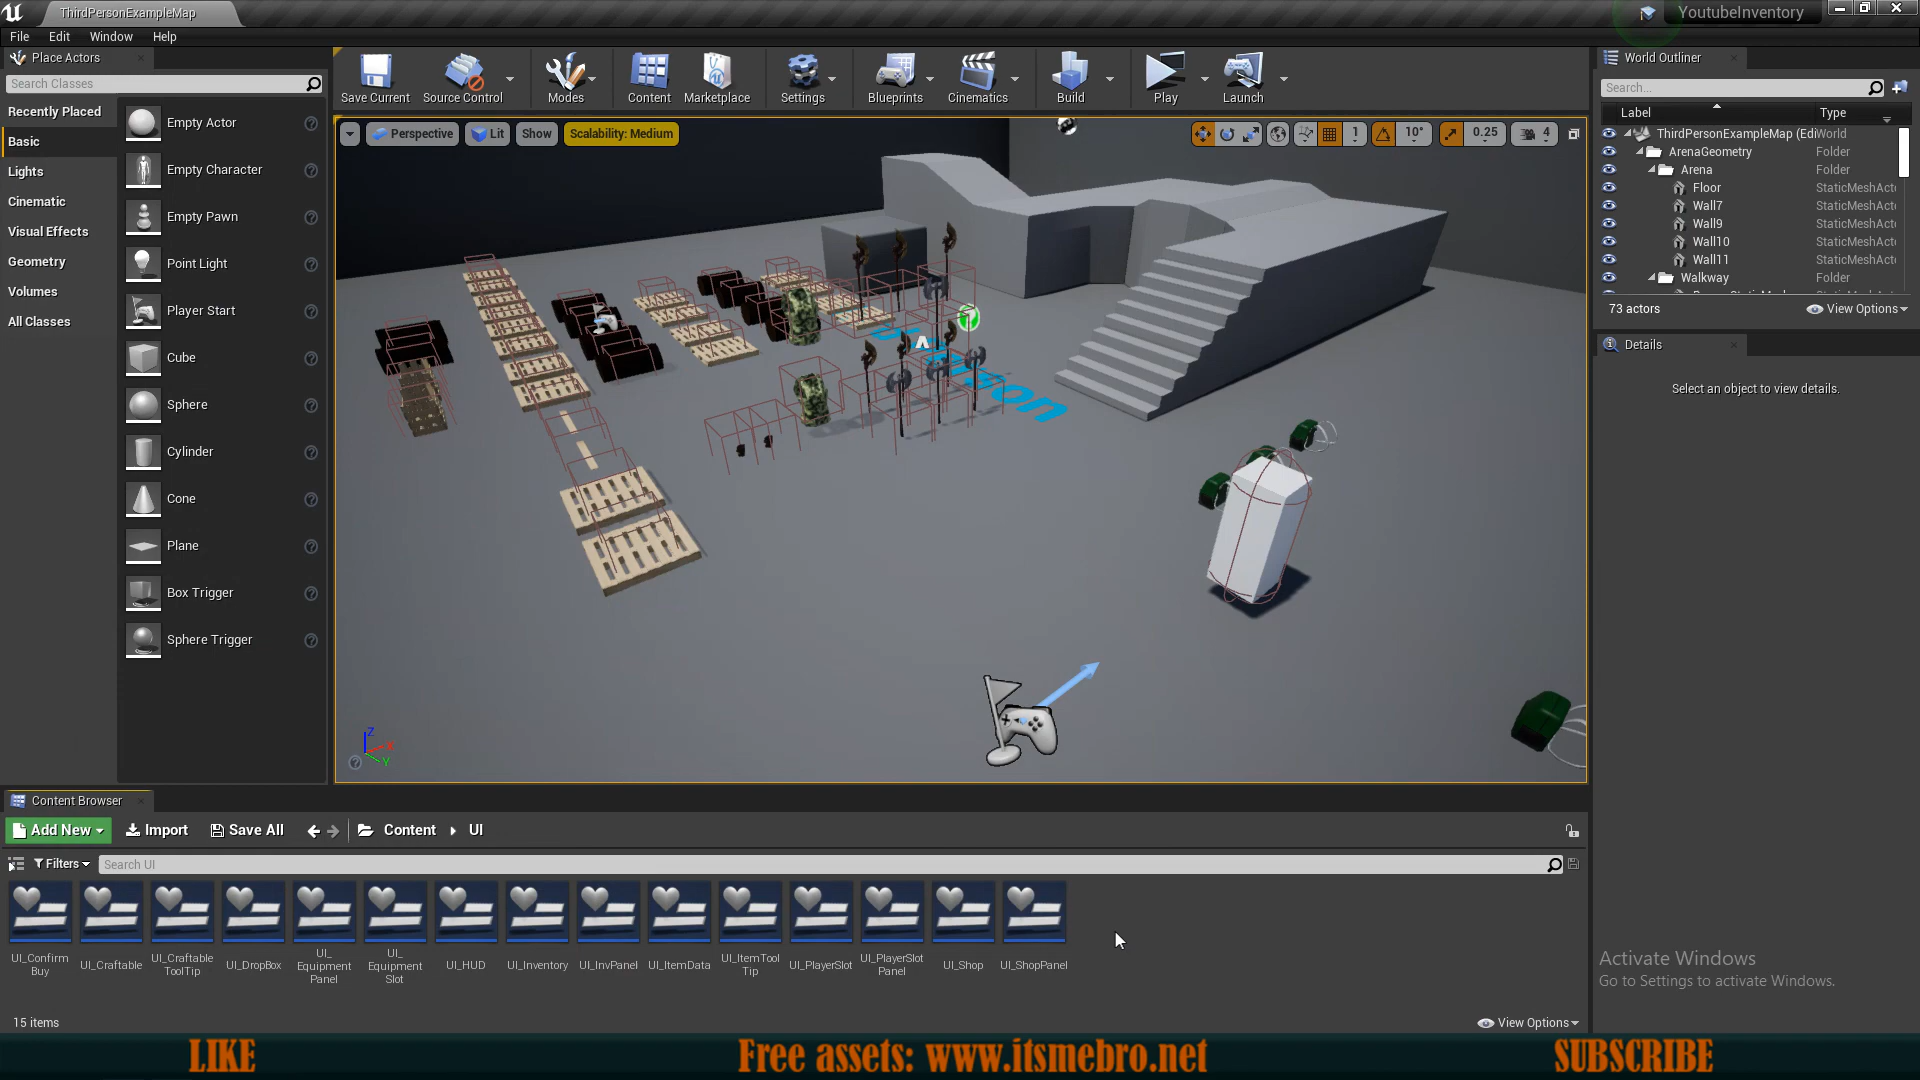 ThirdPersonExampleMap
YoutubeInventory
File Edit Window Help
Place Actors
Search Classes
Recently Placed
Basic
Lights
Cinematic
Visual Effects
Geometry
Volumes
All Classes
Empty Actor
Empty Character
Empty Pawn
Point Light
Player Start
Cube
Sphere
Cylinder
Cone
Plane
Box Trigger
Sphere Trigger
Save Current Source Control Modes Content Marketplace Settings Blueprints Cinematics Build Play Launch
Perspective Lit Show Scalability: Medium 1 10° 0.25 4
Z
X
Y
World Outliner
Search...
Label Type
ThirdPersonExampleMap (Edi World
ArenaGeometry Folder
Arena Folder
Floor StaticMeshActo
Wall7 StaticMeshActo
Wall9 StaticMeshActo
Wall10 StaticMeshActo
Wall11 StaticMeshActo
Walkway Folder
73 actors View Options
Details
Select an object to view details.
Content Browser
Add New Import Save All Content UI
Filters Search UI
UI_Confirm
Buy
UI_Craftable
UI_Craftable
ToolTip
UI_DropBox
UI_
Equipment
Panel
UI_
Equipment
Slot
UI_HUD
UI_Inventory
UI_InvPanel
UI_ItemData
UI_ItemTool
Tip
UI_PlayerSlot
UI_PlayerSlot
Panel
UI_Shop
UI_ShopPanel
15 items View Options
Activate Windows
Go to Settings to activate Windows.
LIKE Free assets: www.itsmebro.net SUBSCRIBE